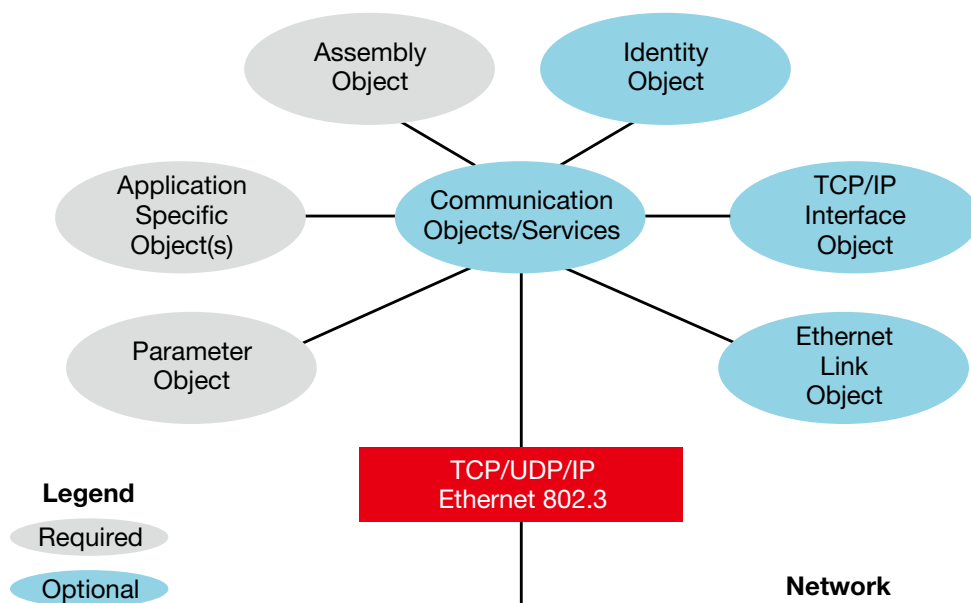 Assembly
Object
Identity
Object
Application
Specific
Object(s)
Communication
Objects/Services
TCP/IP
Interface
Object
Parameter
Object
Ethernet
Link
Object
TCP/UDP/IP
Ethernet 802.3
Legend
Required
Optional
Network